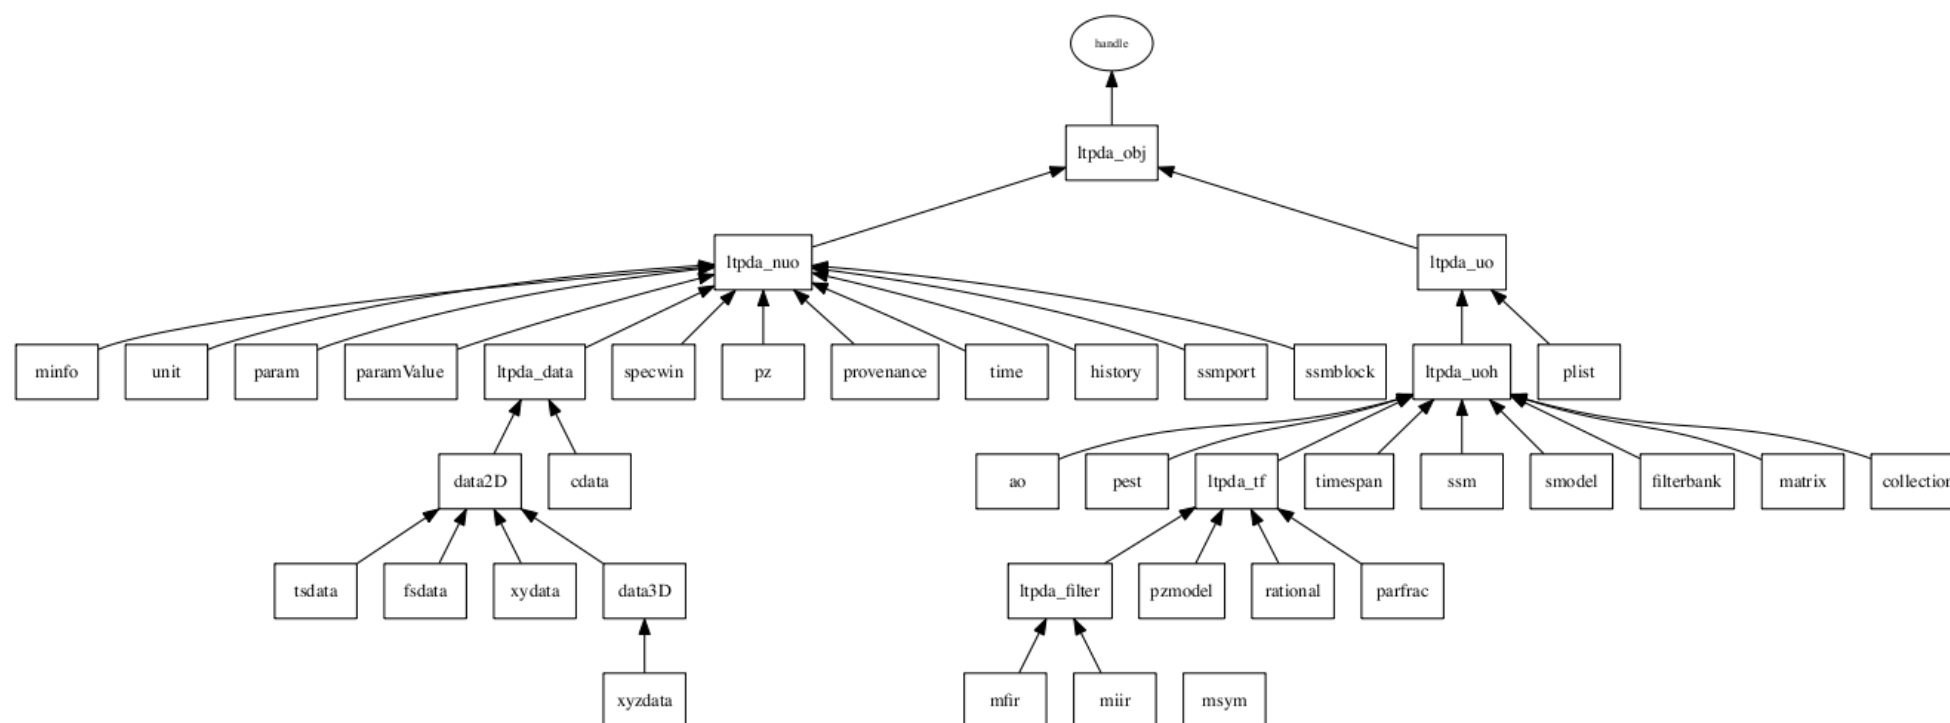 handle
ltpda_obj
ltpda_nuo ltpda_uo
minfo unit param paramValue ltpda_data specwin pz provenance time history ssmport ssmblock ltpda_uoh plist
data2D cdata ao pest ltpda_tf timespan ssm smodel filterbank matrix collection
tsdata fsdata xydata data3D ltpda_filter pzmodel rational parfrac
xyzdata mfir miir msym